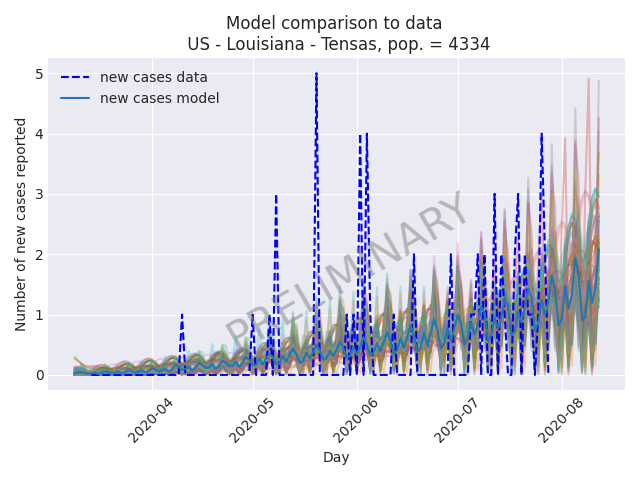 Model comparison to data
US - Louisiana - Tensas, pop. = 4334
new cases data
new cases model
PRELIMINARY
Number of new cases reported
5
4
3
2
1
0
2020-04
2020-05
2020-06
2020-07
2020-08
Day